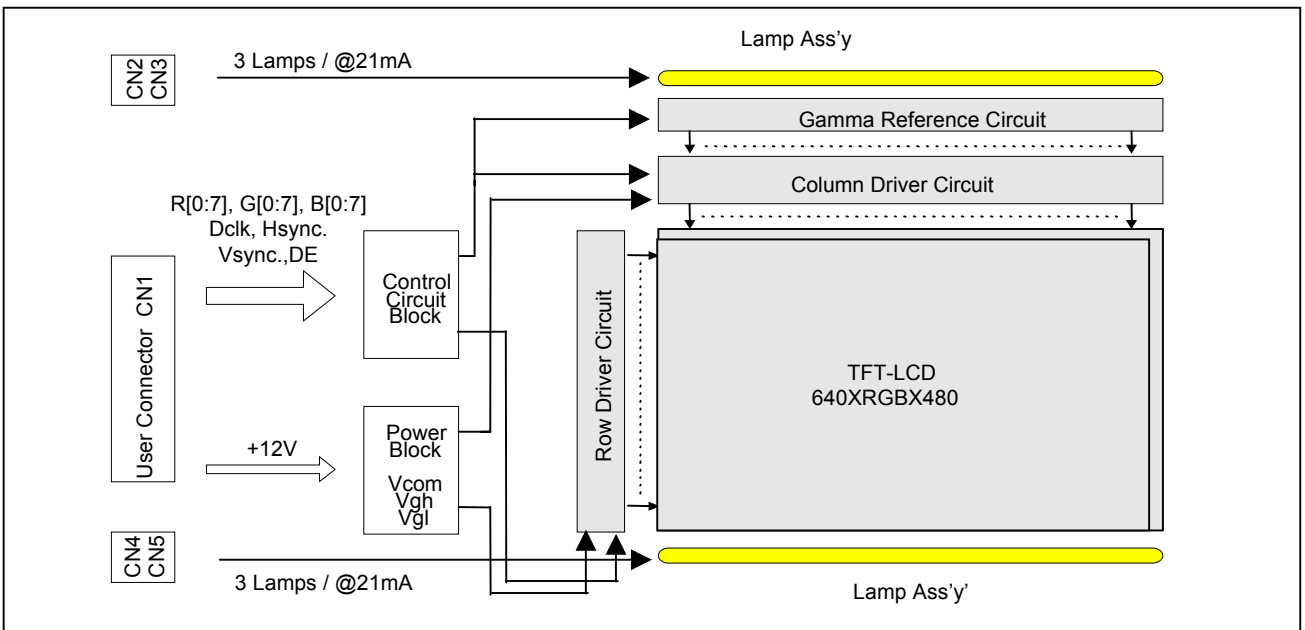 Lamp Ass'y
CN2
CN3
3 Lamps / @21mA
Gamma Reference Circuit
Column Driver Circuit
R[0:7], G[0:7], B[0:7]
Dclk, Hsync.
Vsync.,DE
User Connector CN1
Control
Circuit
Block
Row Driver Circuit
TFT-LCD
640XRGBX480
+12V
Power
Block
Vcom
Vgh
Vgl
CN4
CN5
3 Lamps / @21mA
Lamp Ass'y'